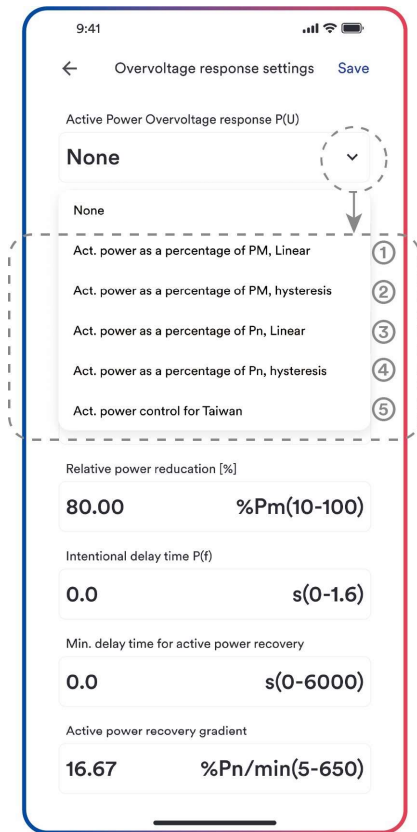 9:41
Overvoltage response settings Save
Active Power Overvoltage response P(U)
None
None
Act. power as a percentage of PM, Linear ①
Act. power as a percentage of PM, hysteresis ②
Act. power as a percentage of Pn, Linear ③
Act. power as a percentage of Pn, hysteresis ④
Act. power control for Taiwan ⑤
Relative power reducation [%]
80.00 %Pm(10-100)
Intentional delay time P(f)
0.0 s(0-1.6)
Min. delay time for active power recovery
0.0 s(0-6000)
Active power recovery gradient
16.67 %Pn/min(5-650)